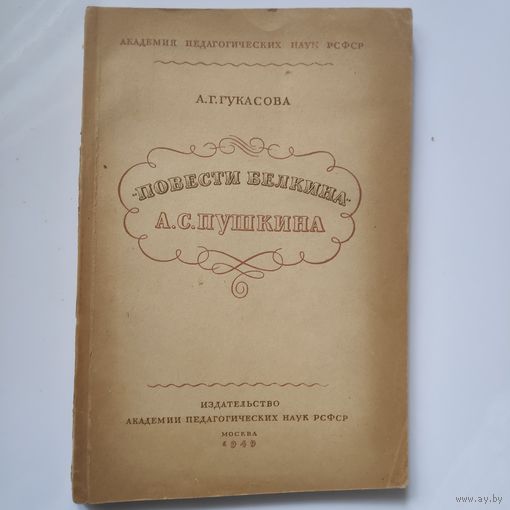 АКАДЕМИЯ ПЕДАГОГИЧЕСКИХ НАУК РСФСР
А. Г. ГУКАСОВА
„ПОВЕСТИ БЕЛКИНА“
А. С. ПУШКИНА
ИЗДАТЕЛЬСТВО
АКАДЕМИИ ПЕДАГОГИЧЕСКИХ НАУК РСФСР
МОСКВА
1949
www.ay.by